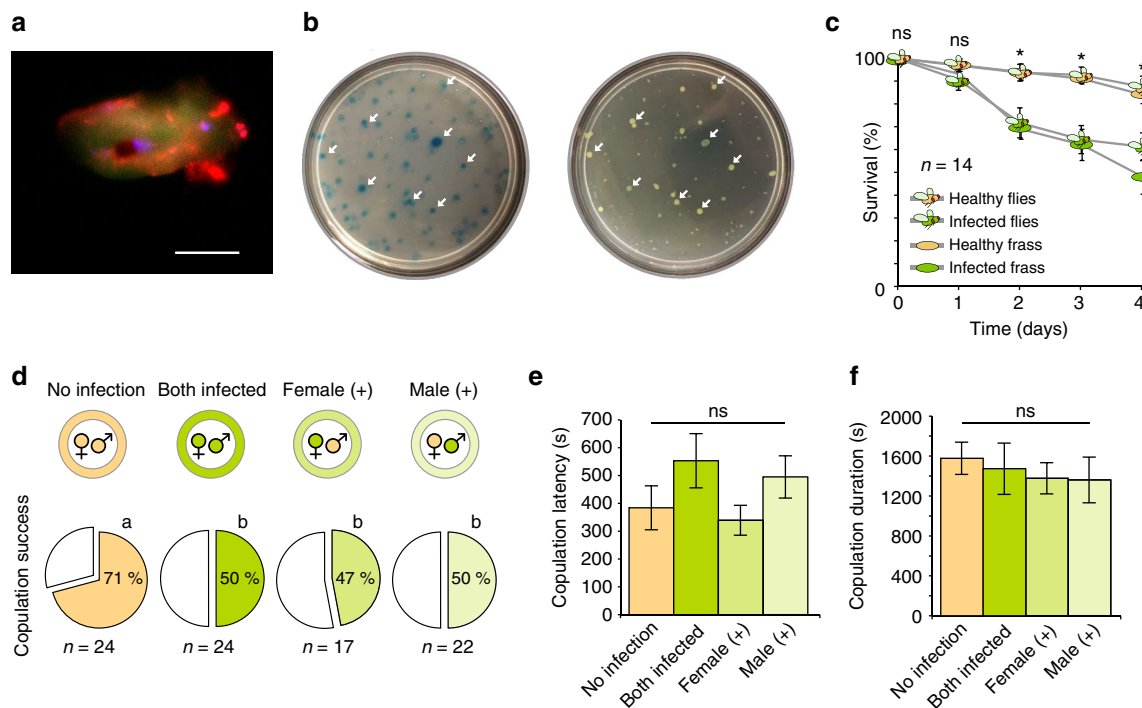 a
b
c
ns
ns
*
*
*
100
0
Survival (%)
n = 14
Healthy flies
Infected flies
Healthy frass
Infected frass
0 1 2 3 4
Time (days)
d
No infection
Both infected
Female (+)
Male (+)
Copulation success
a
b
b
b
71 %
50 %
47 %
50 %
n = 24
n = 24
n = 17
n = 22
e
Copulation latency (s)
700
600
500
400
300
200
100
0
ns
No infection
Both infected
Female (+)
Male (+)
f
Copulation duration (s)
2000
1600
1200
800
400
0
ns
No infection
Both infected
Female (+)
Male (+)